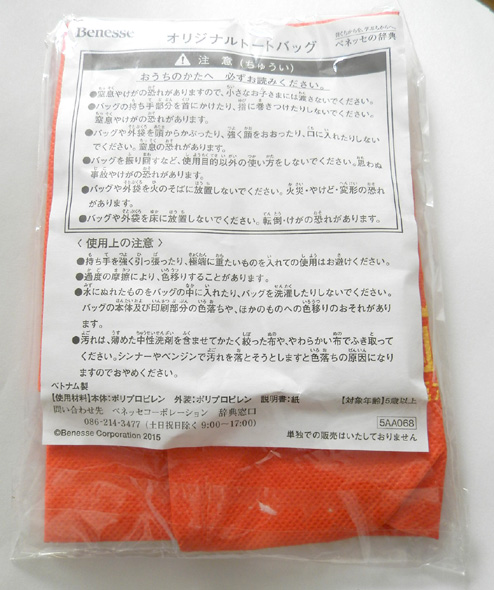 Benesse
オリジナルトートバッグ
ベネッセの辞典
注意(ちゅうい)
おうちのかたへ 必ずお読みください。
●窒息やけがの恐れがありますので、小さなお子さまには渡さないでください。
●バッグの持ち手部分を首にかけたり、指に巻きつけたりしないでください。
窒息やけがの恐れがあります。
●バッグや外袋を頭からかぶったり、強く顔をおおったり、口に入れたりしない
でください。窒息の恐れがあります。
●バッグを振り回すなど、使用目的以外の使い方をしないでください。思わぬ
事故やけがの恐れがあります。
●バッグや外袋を火のそばに放置しないでください。火災・やけど・変形の恐れ
があります。
●バッグや外袋を床に放置しないでください。転倒・けがの恐れがあります。
〈使用上の注意〉
●持ち手を強く引っ張ったり、極端に重たいものを入れての使用はお避けください。
●過度の摩擦により、色移りすることがあります。
●水にぬれたものをバッグの中に入れたり、バッグを洗濯したりしないでください。
バッグの本体及び印刷部分の色落ちや、ほかのものへの色移りのおそれがあり
ます。
●汚れは、薄めた中性洗剤を含ませてかたく絞った布や、やわらかい布でふき取って
ください。シンナーやベンジンで汚れを落とそうとしますと色落ちの原因になり
ますのでおやめください。
ベトナム製
【使用材料】本体:ポリプロピレン 外装:ポリプロピレン 説明書:紙 【対象年齢】5歳以上
問い合わせ先 ベネッセコーポレーション 辞典窓口
086-214-3477(土日祝日除く 9:00〜17:00)
5AA068
©Benesse Corporation 2015
単独での販売はいたしておりません